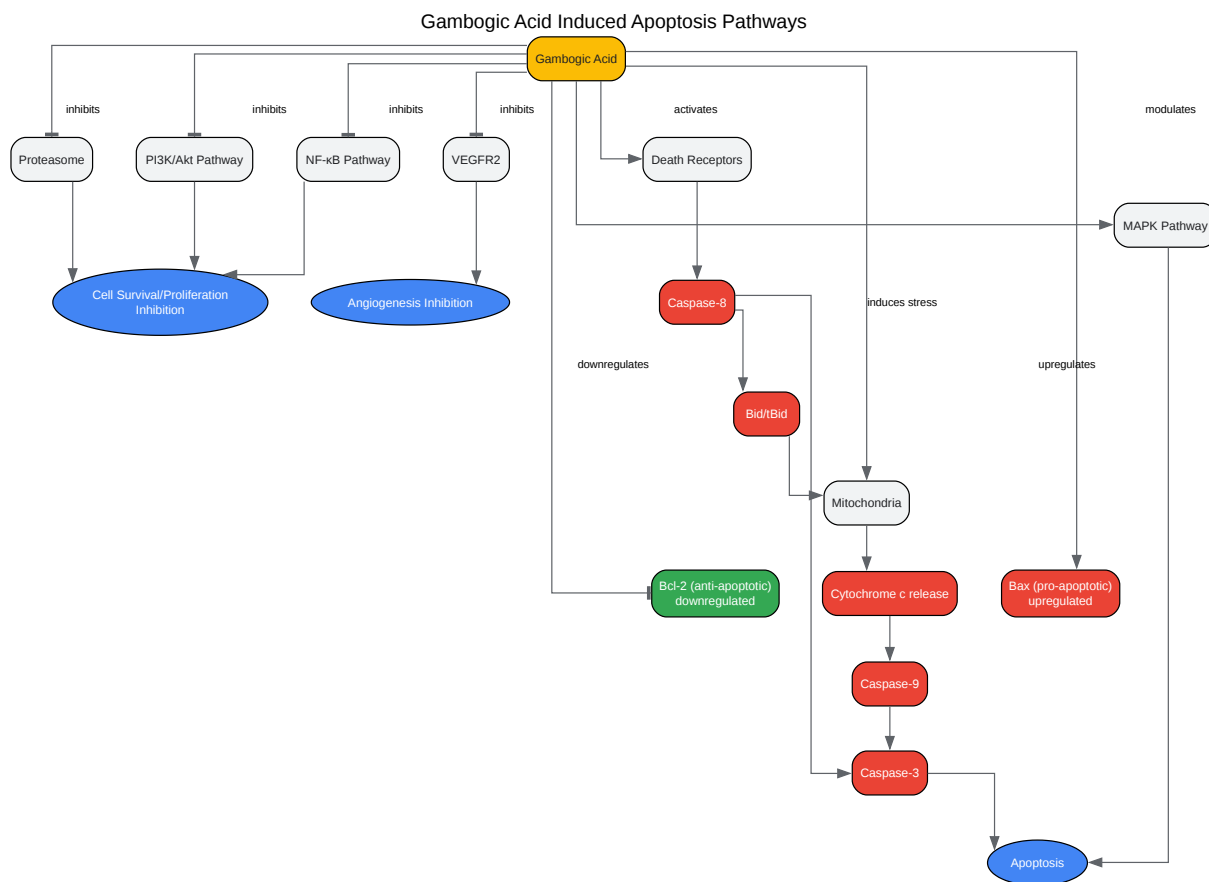 Gambogic Acid Induced Apoptosis Pathways
Gambogic Acid
inhibits
inhibits
inhibits
inhibits
activates
modulates
Proteasome
PI3K/Akt Pathway
NF-κB Pathway
VEGFR2
Death Receptors
MAPK Pathway
Cell Survival/Proliferation
Inhibition
Angiogenesis Inhibition
Caspase-8
induces stress
downregulates
upregulates
Bid/tBid
Mitochondria
Bcl-2 (anti-apoptotic)
downregulated
Cytochrome c release
Bax (pro-apoptotic)
upregulated
Caspase-9
Caspase-3
Apoptosis